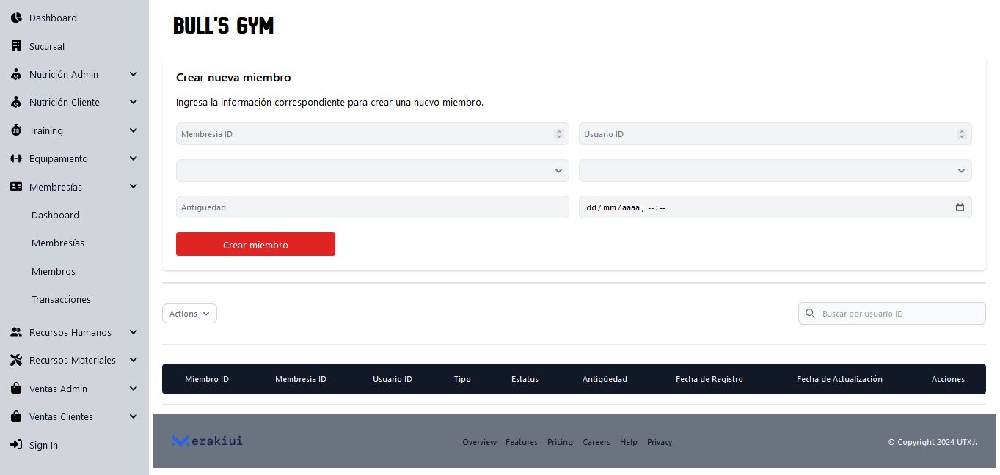 Dashboard
Sucursal
Nutrición Admin
Nutrición Cliente
Training
Equipamiento
Membresías
Dashboard
Membresías
Miembros
Transacciones
Recursos Humanos
Recursos Materiales
Ventas Admin
Ventas Clientes
Sign In
BULL'S GYM
Crear nueva miembro
Ingresa la información correspondiente para crear una nuevo miembro.
Membresia ID
Usuario ID
Antigüedad
dd/mm/aaaa, --:--
Crear miembro
Actions
Buscar por usuario ID
Miembro ID Membresia ID Usuario ID Tipo Estatus Antigüedad Fecha de Registro Fecha de Actualización Acciones
erakiui
Overview Features Pricing Careers Help Privacy
© Copyright 2024 UTXJ.